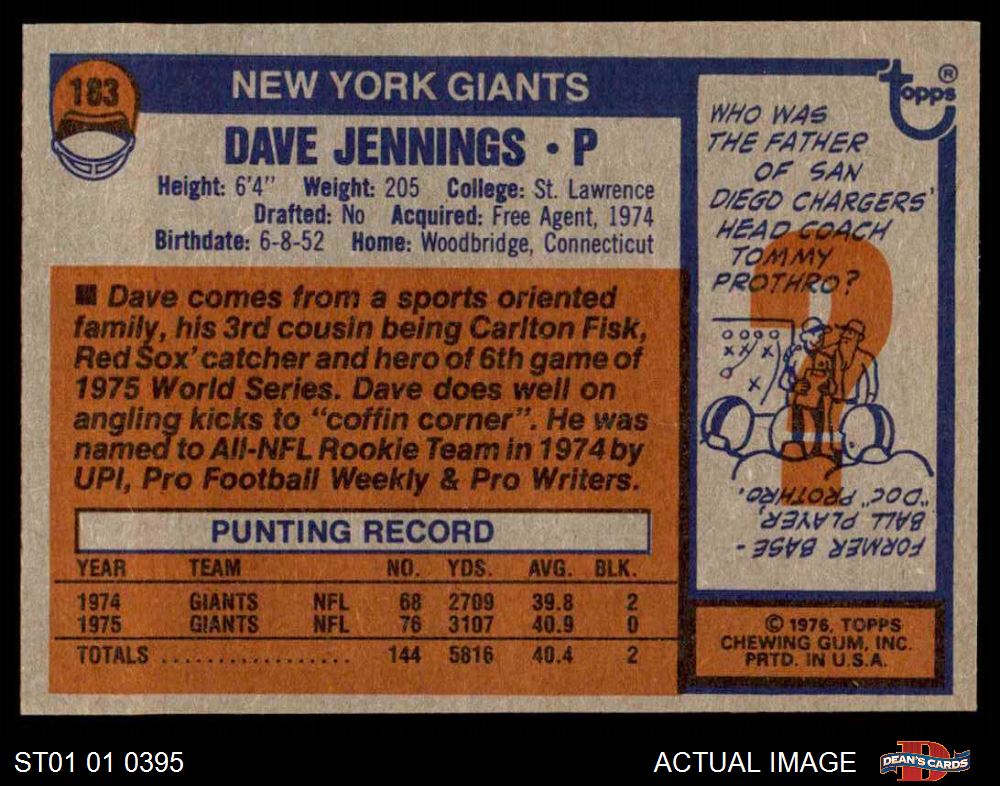 183
NEW YORK GIANTS
DAVE JENNINGS • P
Height: 6'4" Weight: 205 College: St. Lawrence
Drafted: No Acquired: Free Agent, 1974
Birthdate: 6-8-52 Home: Woodbridge, Connecticut
■ Dave comes from a sports oriented
family, his 3rd cousin being Carlton Fisk,
Red Sox' catcher and hero of 6th game of
1975 World Series. Dave does well on
angling kicks to "coffin corner". He was
named to All-NFL Rookie Team in 1974 by
UPI, Pro Football Weekly & Pro Writers.
PUNTING RECORD
YEAR TEAM NO. YDS. AVG. BLK.
1974 GIANTS NFL 68 2709 39.8 2
1975 GIANTS NFL 76 3107 40.9 0
TOTALS .................. 144 5816 40.4 2
topps ®
WHO WAS
THE FATHER
OF SAN
DIEGO CHARGERS'
HEAD COACH
TOMMY
PROTHRO?
FORMER BASE-
BALL PLAYER,
"DOC" PROTHRO.
© 1976, TOPPS
CHEWING GUM, INC.
PRTD. IN U.S.A.
ST01 01 0395
ACTUAL IMAGE
D
DEAN'S CARDS